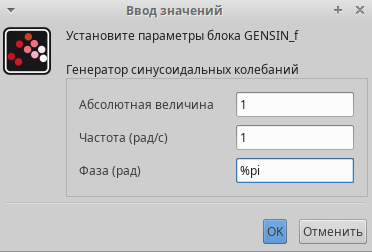 Ввод значений
Установите параметры блока GENSIN_f
Генератор синусоидальных колебаний
Абсолютная величина 1
Частота (рад/с) 1
Фаза (рад) %pi
OK Отменить